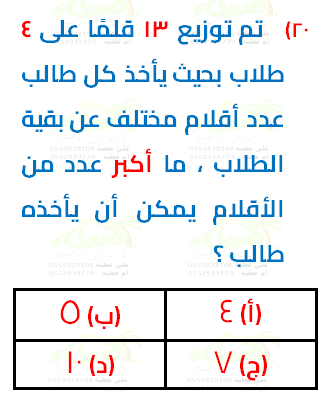 ٢٠) تم توزيع ١٣ قلمًا على ٤
طلاب بحيث يأخذ كل طالب
عدد أقلام مختلف عن بقية
الطلاب ، ما أكبر عدد من
الأقلام يمكن أن يأخذه
طالب ؟
(أ) ٤ (ب) ٥
(ج) ٧ (د) ١٠